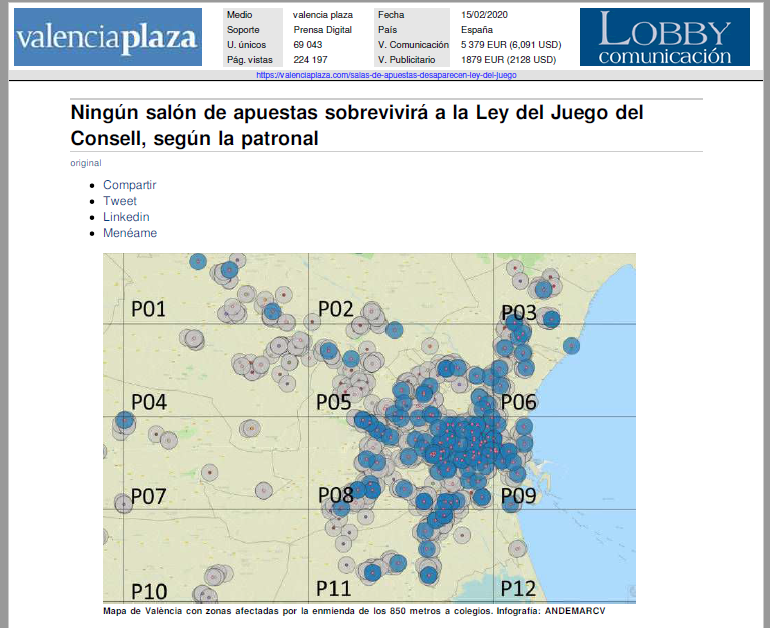 valenciaplaza
Medio valencia plaza Fecha 15/02/2020
Soporte Prensa Digital País España
U. únicos 69 043 V. Comunicación 5 379 EUR (6,091 USD)
Pág. vistas 224 197 V. Publicitario 1879 EUR (2128 USD)
LOBBY
comunicación
https://valenciaplaza.com/salas-de-apuestas-desaparecen-ley-del-juego
Ningún salón de apuestas sobrevivirá a la Ley del Juego del
Consell, según la patronal
original
Compartir
Tweet
Linkedin
Menéame
P01 P02 P03
P04 P05 P06
P07 P08 P09
P10 P11 P12
Mapa de València con zonas afectadas por la enmienda de los 850 metros a colegios. Infografía: ANDEMARCV